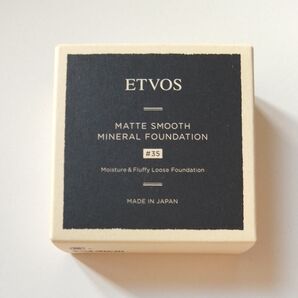 ETVOS
MATTE SMOOTH
MINERAL FOUNDATION
#35
Moisture & Fluffy Loose Foundation
MADE IN JAPAN